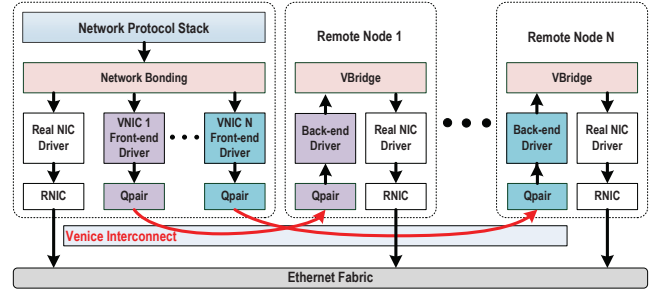 Network Protocol Stack
Network Bonding
Real NIC
Driver
VNIC 1
Front-end
Driver
VNIC N
Front-end
Driver
RNIC
Qpair
Qpair
Remote Node 1
VBridge
Back-end
Driver
Real NIC
Driver
Qpair
RNIC
Remote Node N
VBridge
Back-end
Driver
Real NIC
Driver
Qpair
RNIC
Venice Interconnect
Ethernet Fabric